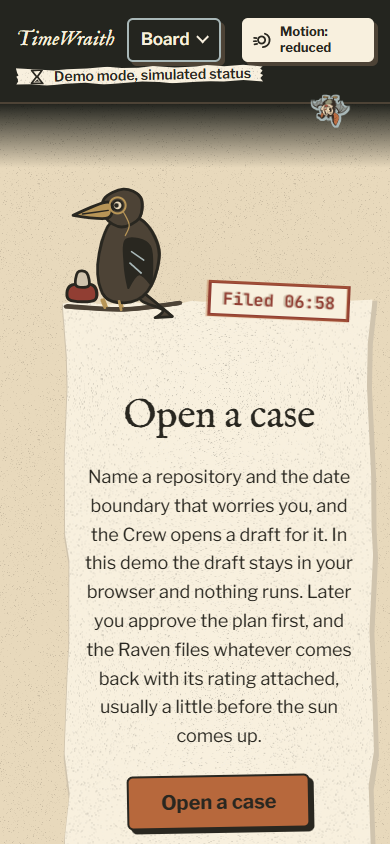 TimeWraith
Board
Motion:
reduced
Demo mode, simulated status
Filed 06:58
Open a case
Name a repository and the date
boundary that worries you, and
the Crew opens a draft for it. In
this demo the draft stays in your
browser and nothing runs. Later
you approve the plan first, and
the Raven files whatever comes
back with its rating attached,
usually a little before the sun
comes up.
Open a case